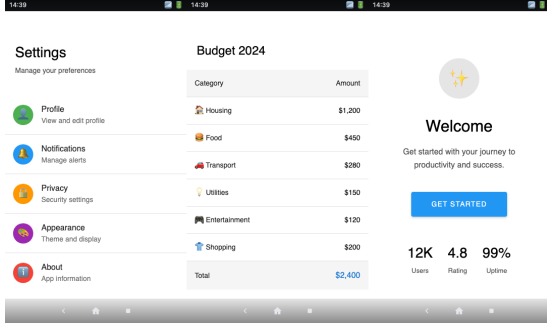 14:39
Settings
Manage your preferences
Profile
View and edit profile
Notifications
Manage alerts
Privacy
Security settings
Appearance
Theme and display
About
App information
14:39
Budget 2024
Category Amount
Housing $1,200
Food $450
Transport $280
Utilities $150
Entertainment $120
Shopping $200
Total $2,400
14:39
Welcome
Get started with your journey to
productivity and success.
GET STARTED
12K 4.8 99%
Users Rating Uptime